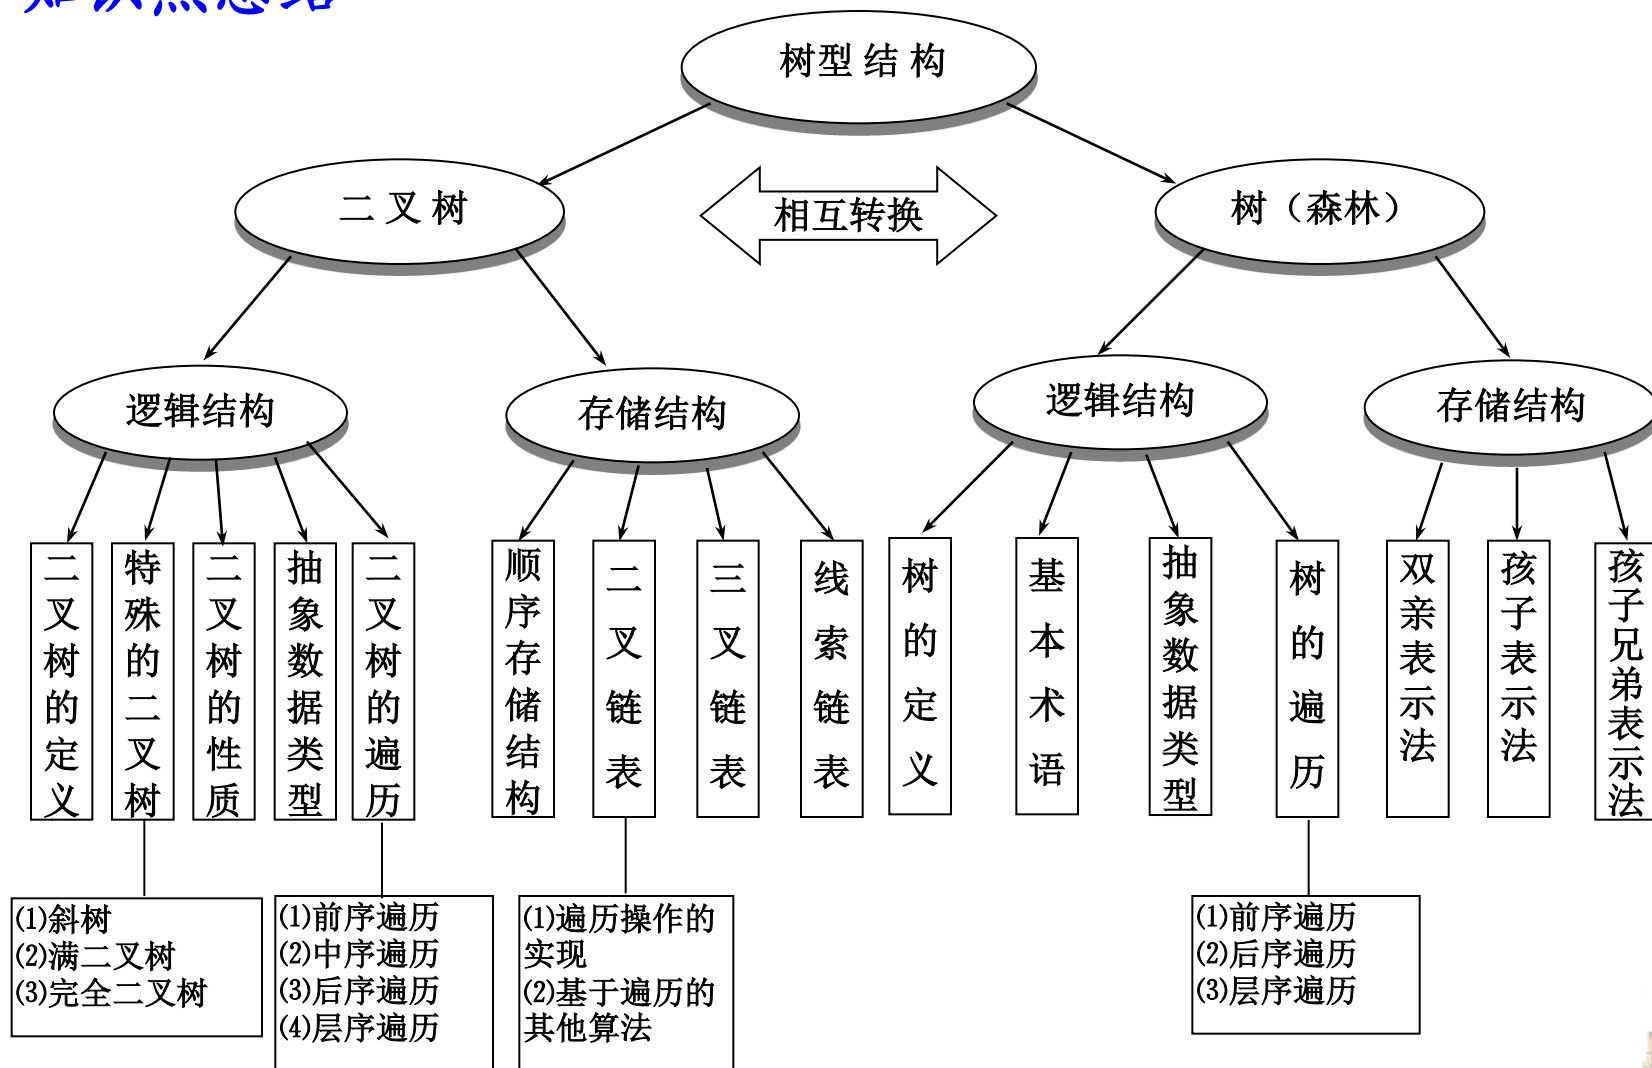 知识点总结
树型结构
二叉树
相互转换
树（森林）
逻辑结构
存储结构
逻辑结构
存储结构
二叉树的定义
特殊的二叉树
二叉树的性质
抽象数据类型
二叉树的遍历
顺序存储结构
二叉链表
三叉链表
线索链表
树的定义
基本术语
抽象数据类型
树的遍历
双亲表示法
孩子表示法
孩子兄弟表示法
⑴斜树
⑵满二叉树
⑶完全二叉树
⑴前序遍历
⑵中序遍历
⑶后序遍历
⑷层序遍历
⑴遍历操作的
实现
⑵基于遍历的
其他算法
⑴前序遍历
⑵后序遍历
⑶层序遍历